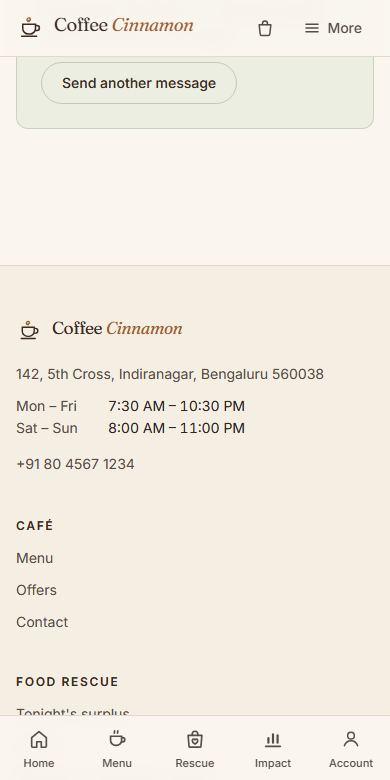 Coffee Cinnamon
More
Send another message
Coffee Cinnamon
142, 5th Cross, Indiranagar, Bengaluru 560038
Mon – Fri 7:30 AM – 10:30 PM
Sat – Sun 8:00 AM – 11:00 PM
+91 80 4567 1234
CAFÉ
Menu
Offers
Contact
FOOD RESCUE
Tonight's surplus
Home Menu Rescue Impact Account